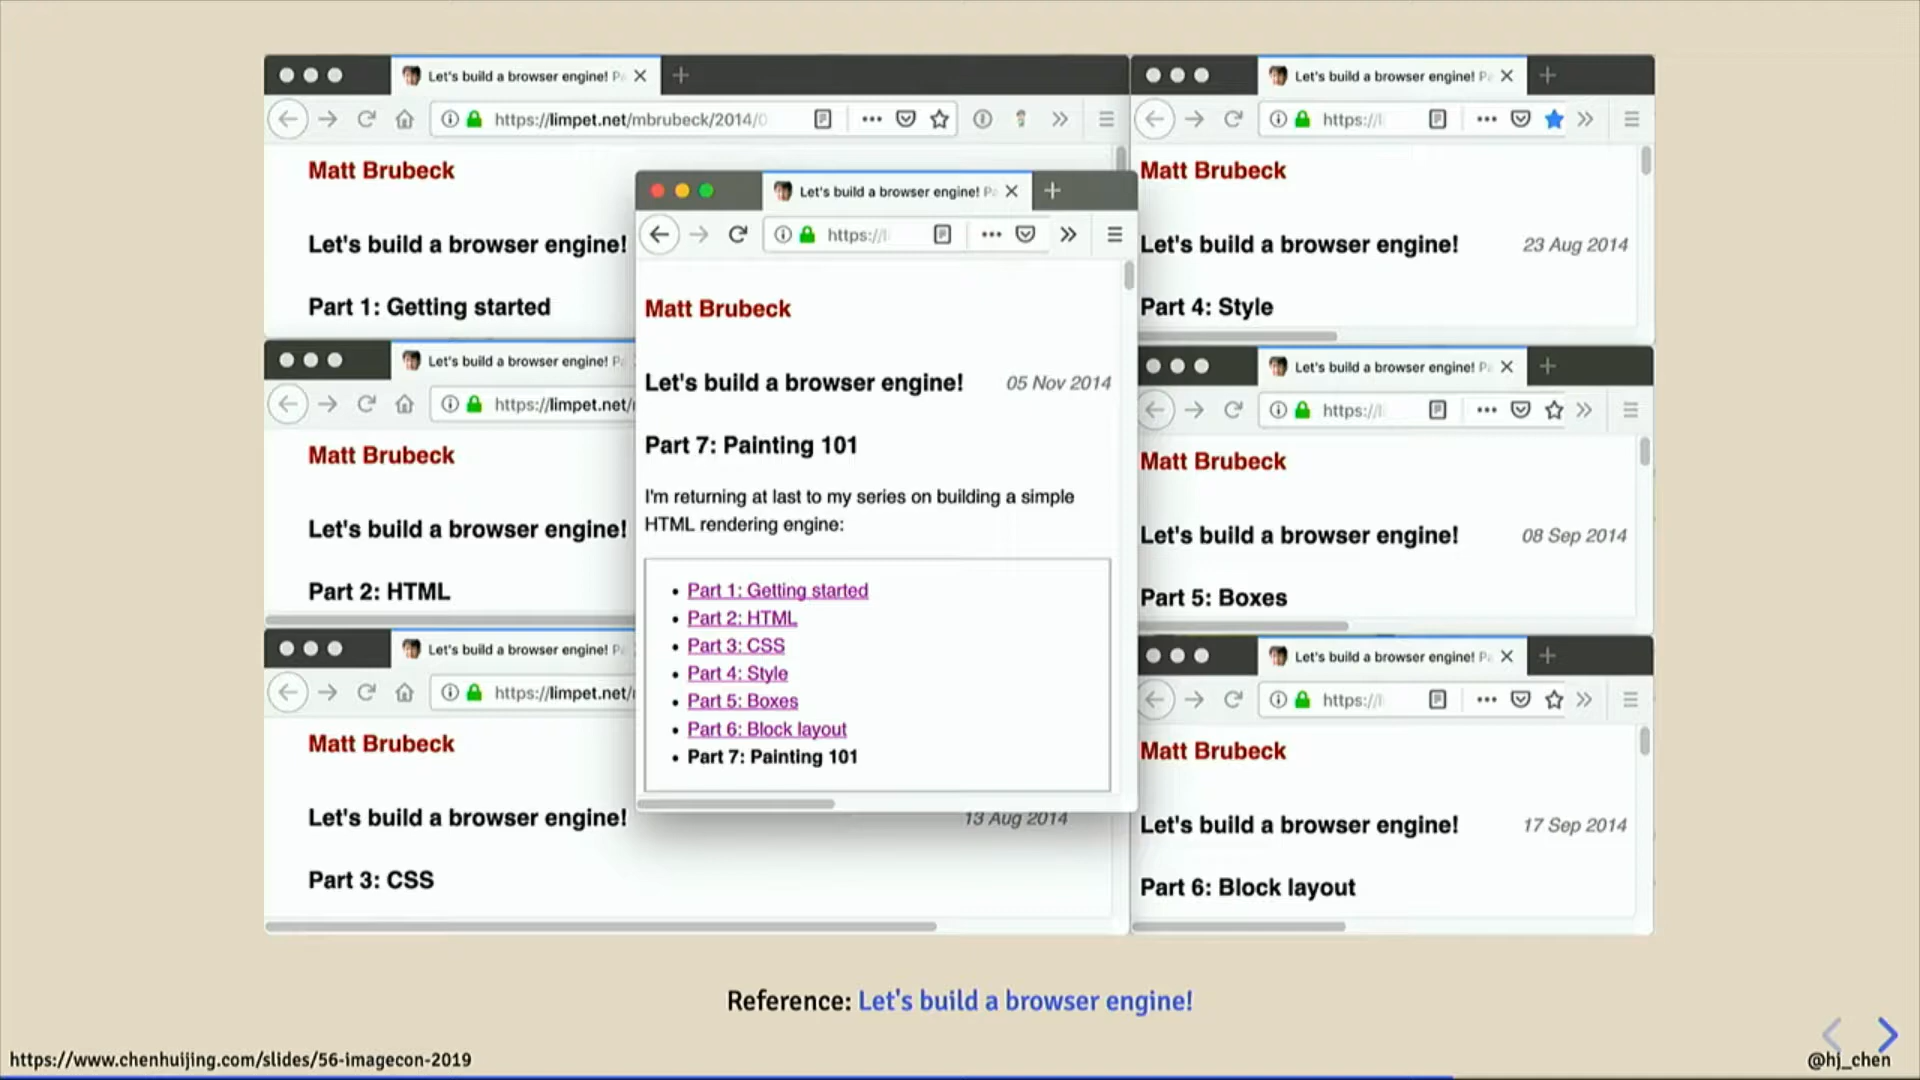 Let's build a browser engine! P
https://limpet.net/mbrubeck/2014/0
Matt Brubeck
Let's build a browser engine!
Part 1: Getting started
Let's build a browser engine! P
https://limpet.net/
Matt Brubeck
Let's build a browser engine!
Part 2: HTML
Let's build a browser engine! P
https://limpet.net/
Matt Brubeck
Let's build a browser engine!
13 Aug 2014
Part 3: CSS
Let's build a browser engine! Pa
https://l
Matt Brubeck
Let's build a browser engine! 05 Nov 2014
Part 7: Painting 101
I'm returning at last to my series on building a simple
HTML rendering engine:
• Part 1: Getting started
• Part 2: HTML
• Part 3: CSS
• Part 4: Style
• Part 5: Boxes
• Part 6: Block layout
• Part 7: Painting 101
Let's build a browser engine! Pa
https://l
Matt Brubeck
Let's build a browser engine! 23 Aug 2014
Part 4: Style
Let's build a browser engine! Pa
https://l
Matt Brubeck
Let's build a browser engine! 08 Sep 2014
Part 5: Boxes
Let's build a browser engine! Pa
https://l
Matt Brubeck
Let's build a browser engine! 17 Sep 2014
Part 6: Block layout
Reference: Let's build a browser engine!
https://www.chenhuijing.com/slides/56-imagecon-2019
@hj_chen